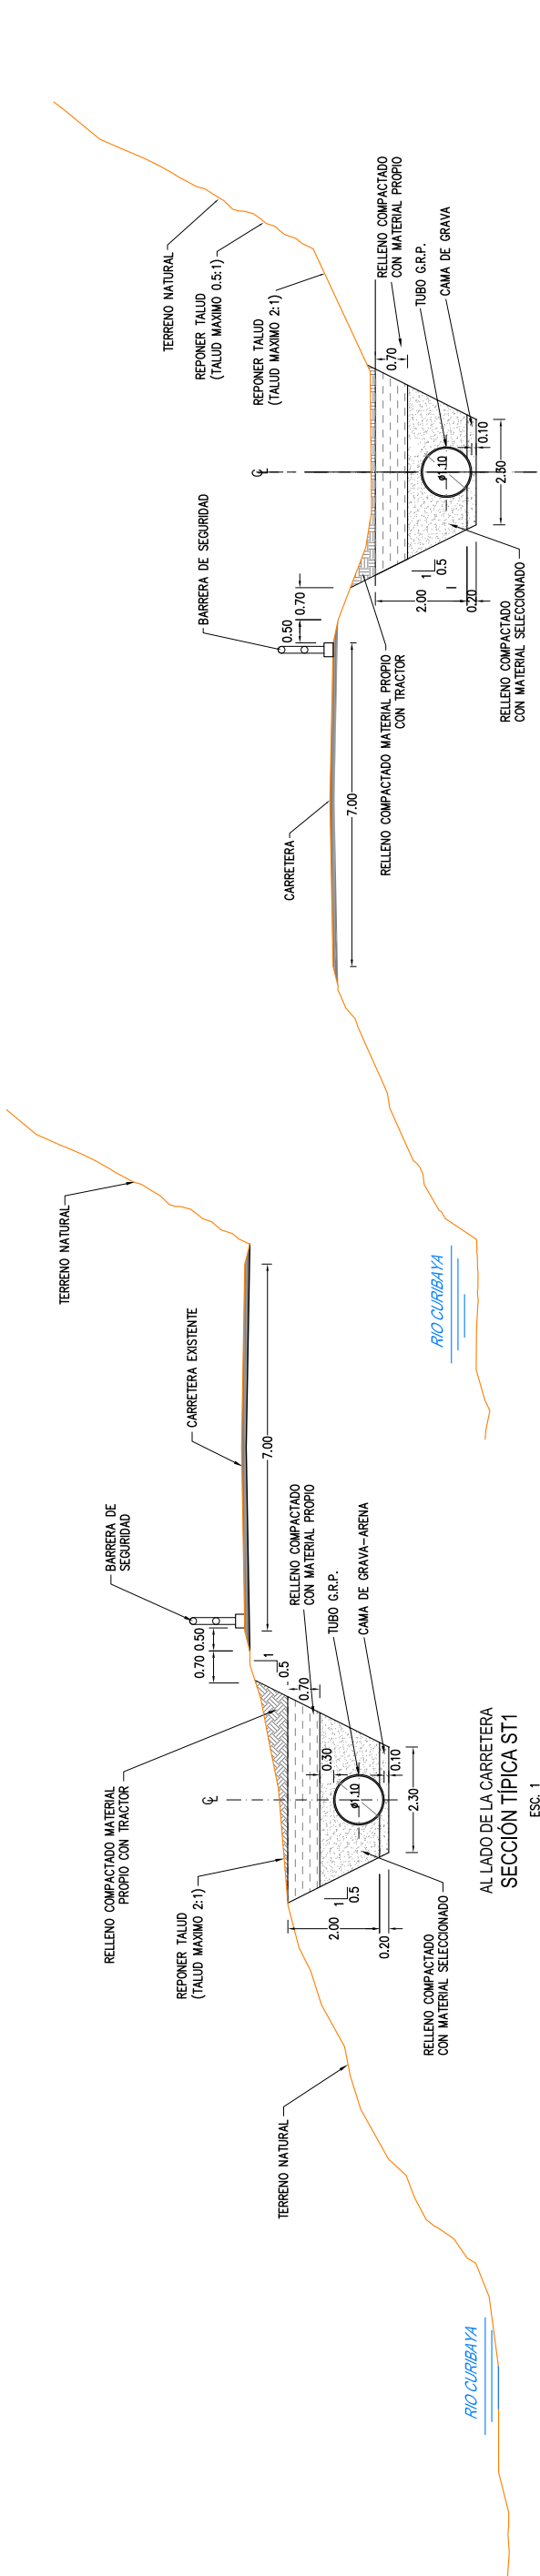 TERRENO NATURAL
REPONER TALUD
(TALUD MAXIMO 0.5:1)
REPONER TALUD
(TALUD MAXIMO 2:1)
RELLENO COMPACTADO
CON MATERIAL PROPIO
TUBO G.R.P.
CAMA DE GRAVA
0.70
0.10
2.30
ø1.10
CL
BARRERA DE SEGURIDAD
0.70
0.50
1
0.5
2.00
0.20
RELLENO COMPACTADO
CON MATERIAL SELECCIONADO
RELLENO COMPACTADO MATERIAL PROPIO
CON TRACTOR
7.00
CARRETERA
RIO CURIBAYA
TERRENO NATURAL
CARRETERA EXISTENTE
7.00
BARRERA DE
SEGURIDAD
0.70
0.50
1
0.5
RELLENO COMPACTADO
CON MATERIAL PROPIO
TUBO G.R.P.
CAMA DE GRAVA-ARENA
0.70
0.30
0.10
2.30
ø1.10
CL
RELLENO COMPACTADO MATERIAL
PROPIO CON TRACTOR
REPONER TALUD
(TALUD MAXIMO 2:1)
1
0.5
2.00
0.20
RELLENO COMPACTADO
CON MATERIAL SELECCIONADO
TERRENO NATURAL
RIO CURIBAYA
AL LADO DE LA CARRETERA
SECCIÓN TÍPICA ST1
ESC. 1